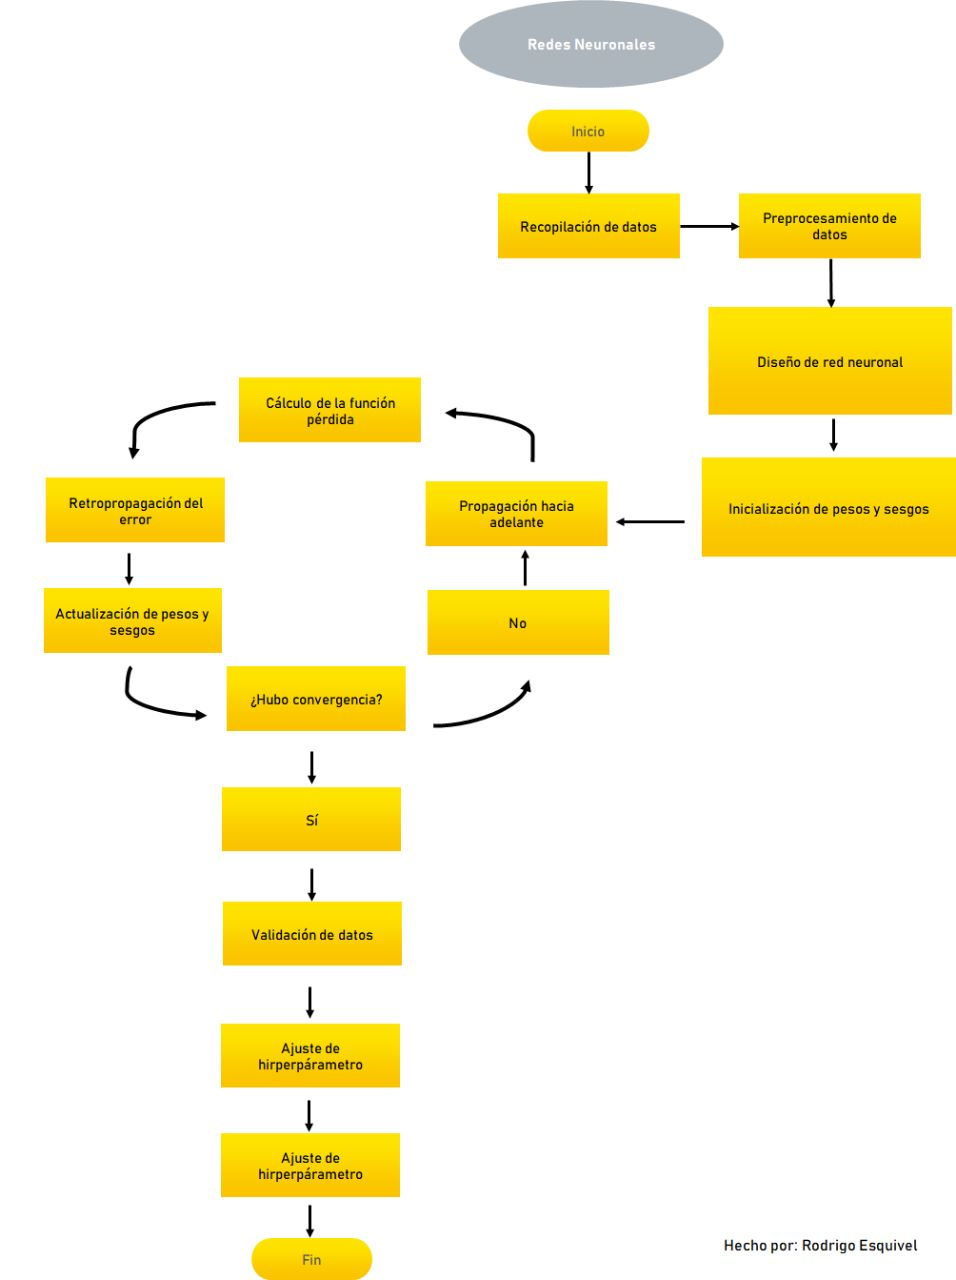 Redes Neuronales
Inicio
Recopilación de datos
Preprocesamiento de
datos
Diseño de red neuronal
Inicialización de pesos y sesgos
Propagación hacia
adelante
Cálculo de la función
pérdida
Retropropagación del
error
Actualización de pesos y
sesgos
¿Hubo convergencia?
No
Sí
Validación de datos
Ajuste de
hirperpárametro
Ajuste de
hirperpárametro
Fin
Hecho por: Rodrigo Esquivel